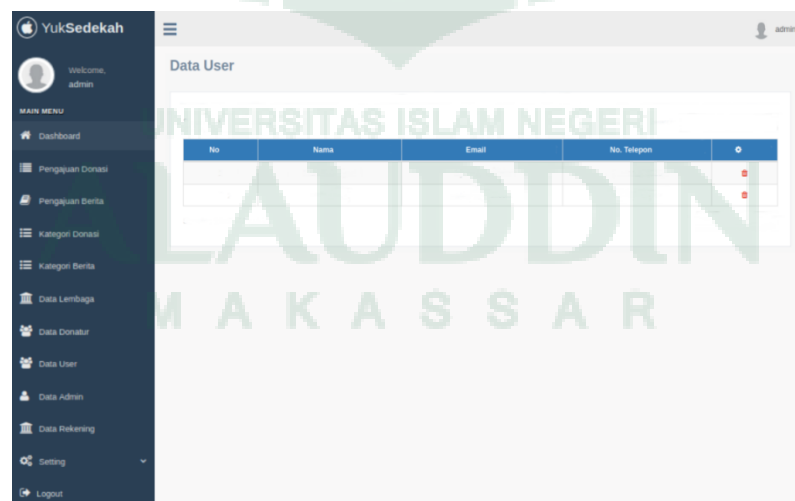 YukSedekah
admin
Welcome,
admin
Data User
MAIN MENU
Dashboard
Pengajuan Donasi
Pengajuan Berita
Kategori Donasi
Kategori Berita
Data Lembaga
Data Donatur
Data User
Data Admin
Data Rekening
Setting
Logout
No Nama Email No. Telepon
UNIVERSITAS ISLAM NEGERI
ALAUDDIN
MAKASSAR